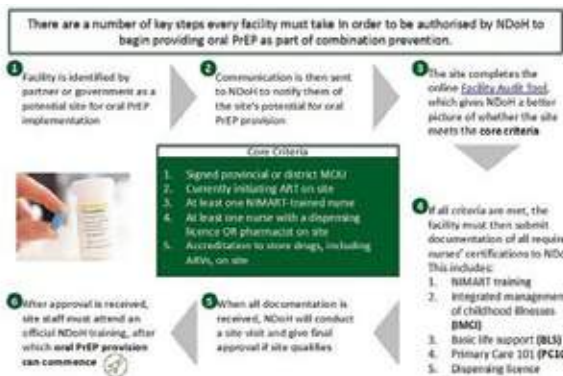 There are a number of key steps every facility must take in order to be authorised by NDoH to
begin providing oral PrEP as part of combination prevention.
1
Facility is identified by
partner or government as a
potential site for oral PrEP
implementation
2
Communication is then sent
to NDoH to notify them of
the site's potential for oral
PrEP provision
3
The site completes the
online Facility Audit Tool,
which gives NDoH a better
picture of whether the site
meets the core criteria
Core Criteria
1. Signed provincial or district MOU
2. Currently initiating ART on site
3. At least one NIMART-trained nurse
4. At least one nurse with a dispensing
licence OR pharmacist on site
5. Accreditation to store drugs, including
ARVs, on site
4
If all criteria are met, the
facility must then submit
documentation of all require
nurses' certifications to NDo
This includes:
1. NIMART training
2. Integrated managemen
of childhood illnesses
(IMCI)
3. Basic life support (BLS)
4. Primary Care 101 (PC10
5. Dispensing licence
5
When all documentation is
received, NDoH will conduct
a site visit and give final
approval if site qualifies
6
After approval is received,
site staff must attend an
official NDoH training, after
which oral PrEP provision
can commence